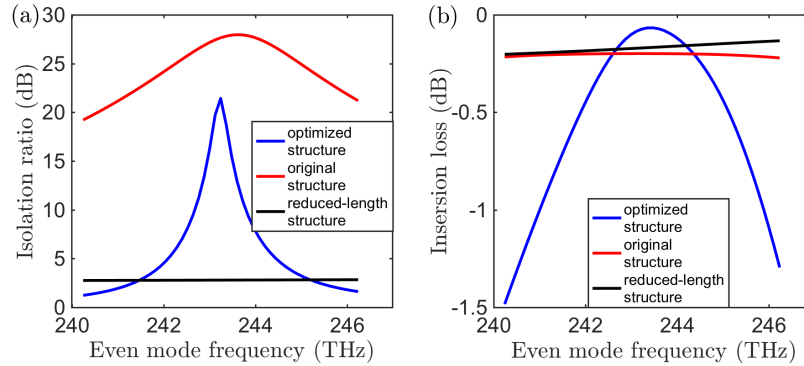 (a)
30
25
20
15
10
5
0
Isolation ratio (dB)
optimized
structure
original
structure
reduced-length
structure
240
242
244
246
Even mode frequency (THz)
(b)
0
-0.5
-1
-1.5
Insersion loss (dB)
optimized
structure
original
structure
reduced-length
structure
240
242
244
246
Even mode frequency (THz)